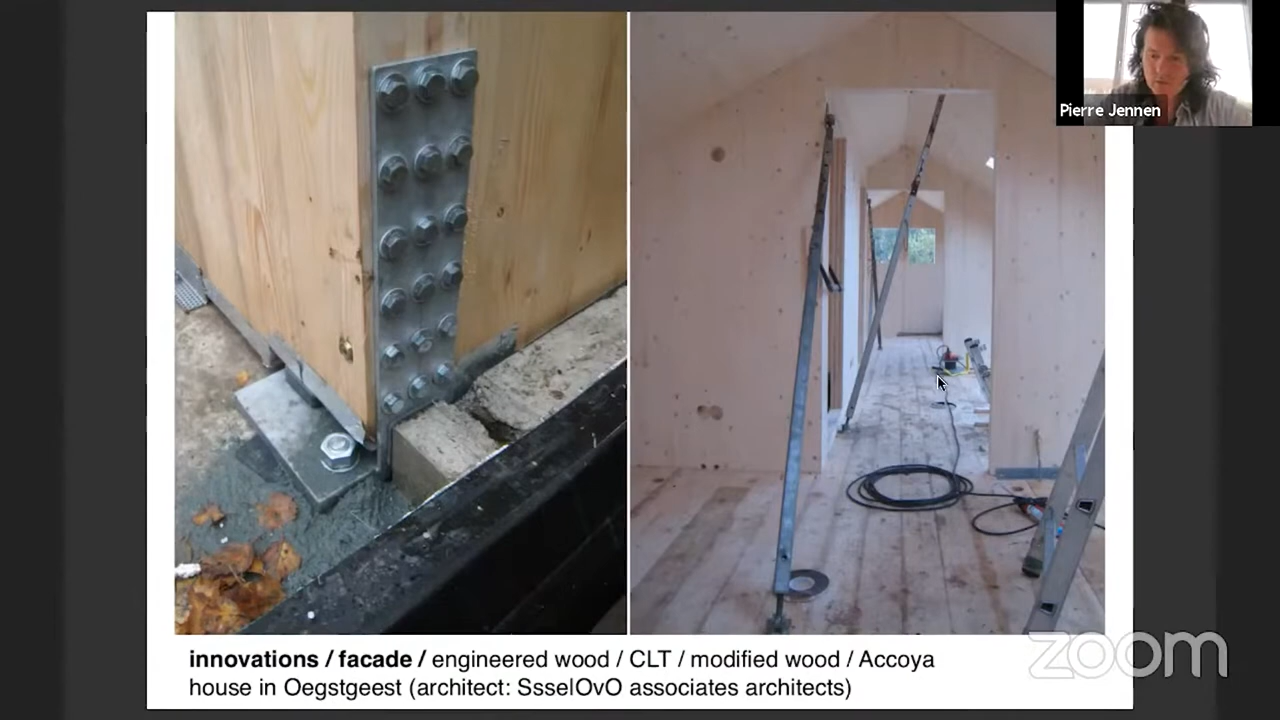 Pierre Jennen
innovations / facade / engineered wood / CLT / modified wood / Accoya
house in Oegstgeest (architect: SsselOvO associates architects)
zoom